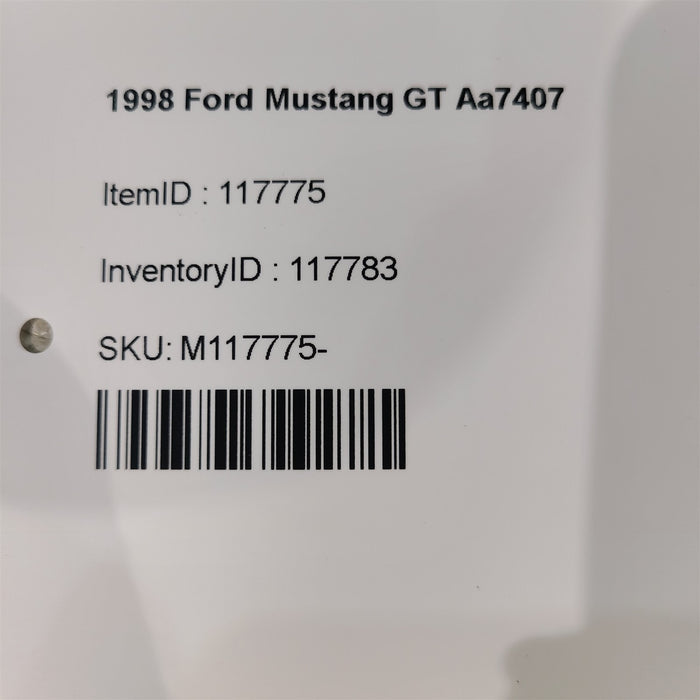 1998 Ford Mustang GT Aa7407
ItemID : 117775
InventoryID : 117783
SKU: M117775-